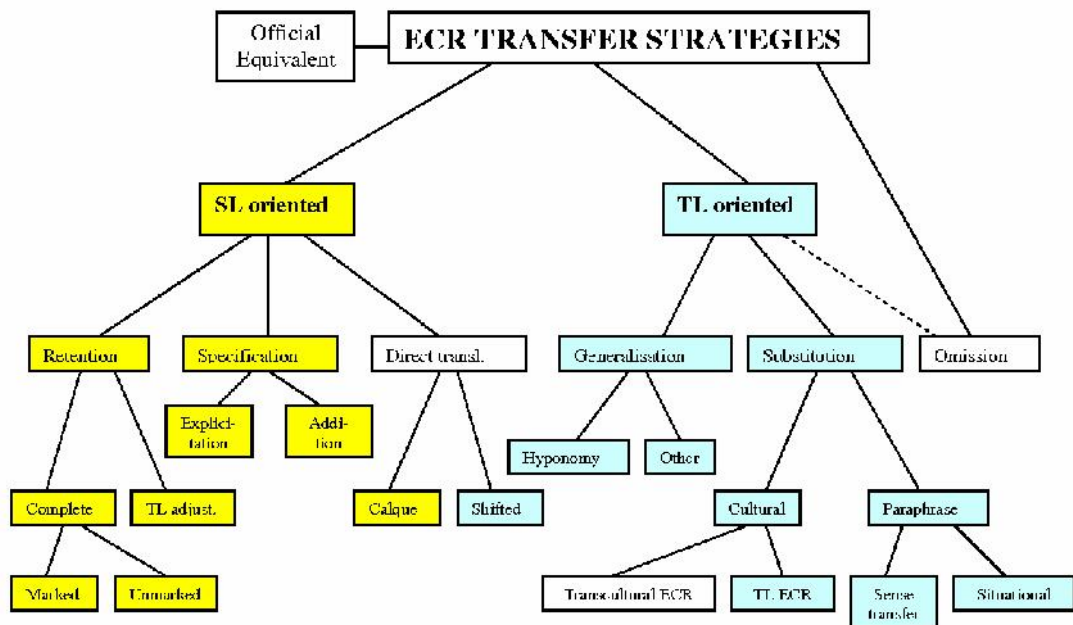 Official
Equivalent
ECR TRANSFER STRATEGIES
SL oriented
TL oriented
Retention
Specification
Direct transl.
Generalisation
Substitution
Omission
Explici-
tation
Addi-
tion
Hyponomy
Other
Complete
TL adjust.
Calque
Shifted
Cultural
Paraphrase
Marked
Unmarked
Transcultural ECR
TL ECR
Sense
transfer
Situational